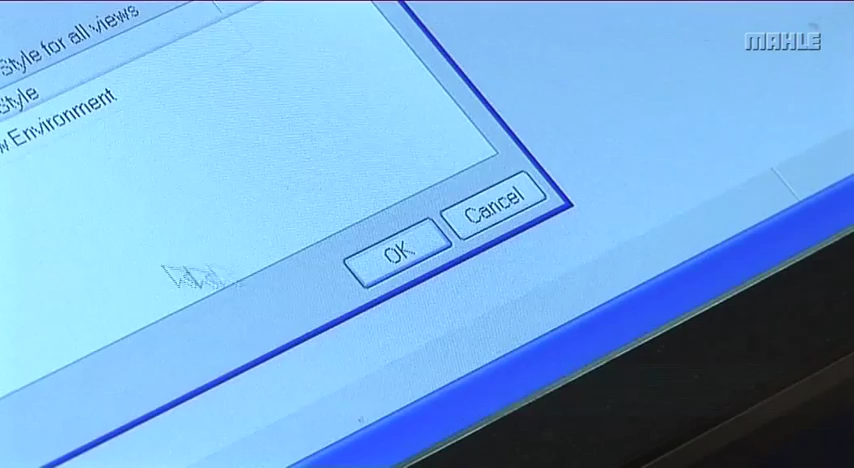 Style for all views
MAHLE
Style
Environment
Cancel
OK